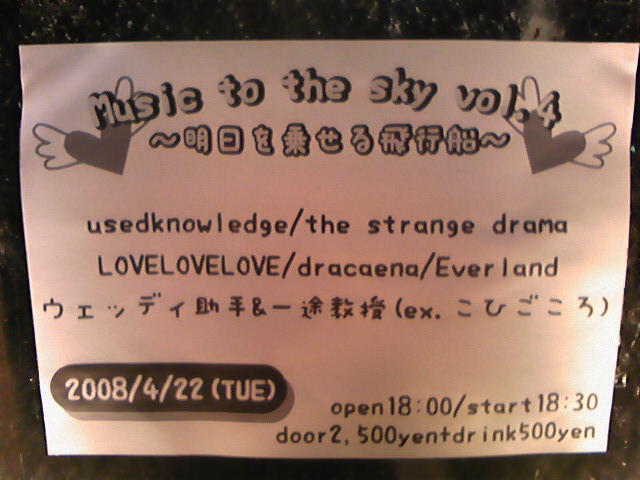 Music to the sky vol.4
～明日を乗せる飛行船～
usedknowledge/the strange drama
LOVELOVELOVE/dracaena/Everland
ウェッディ助手&一途教授(ex.こひごころ)
2008/4/22(TUE)
open18:00/start18:30
door2,500yen+drink500yen